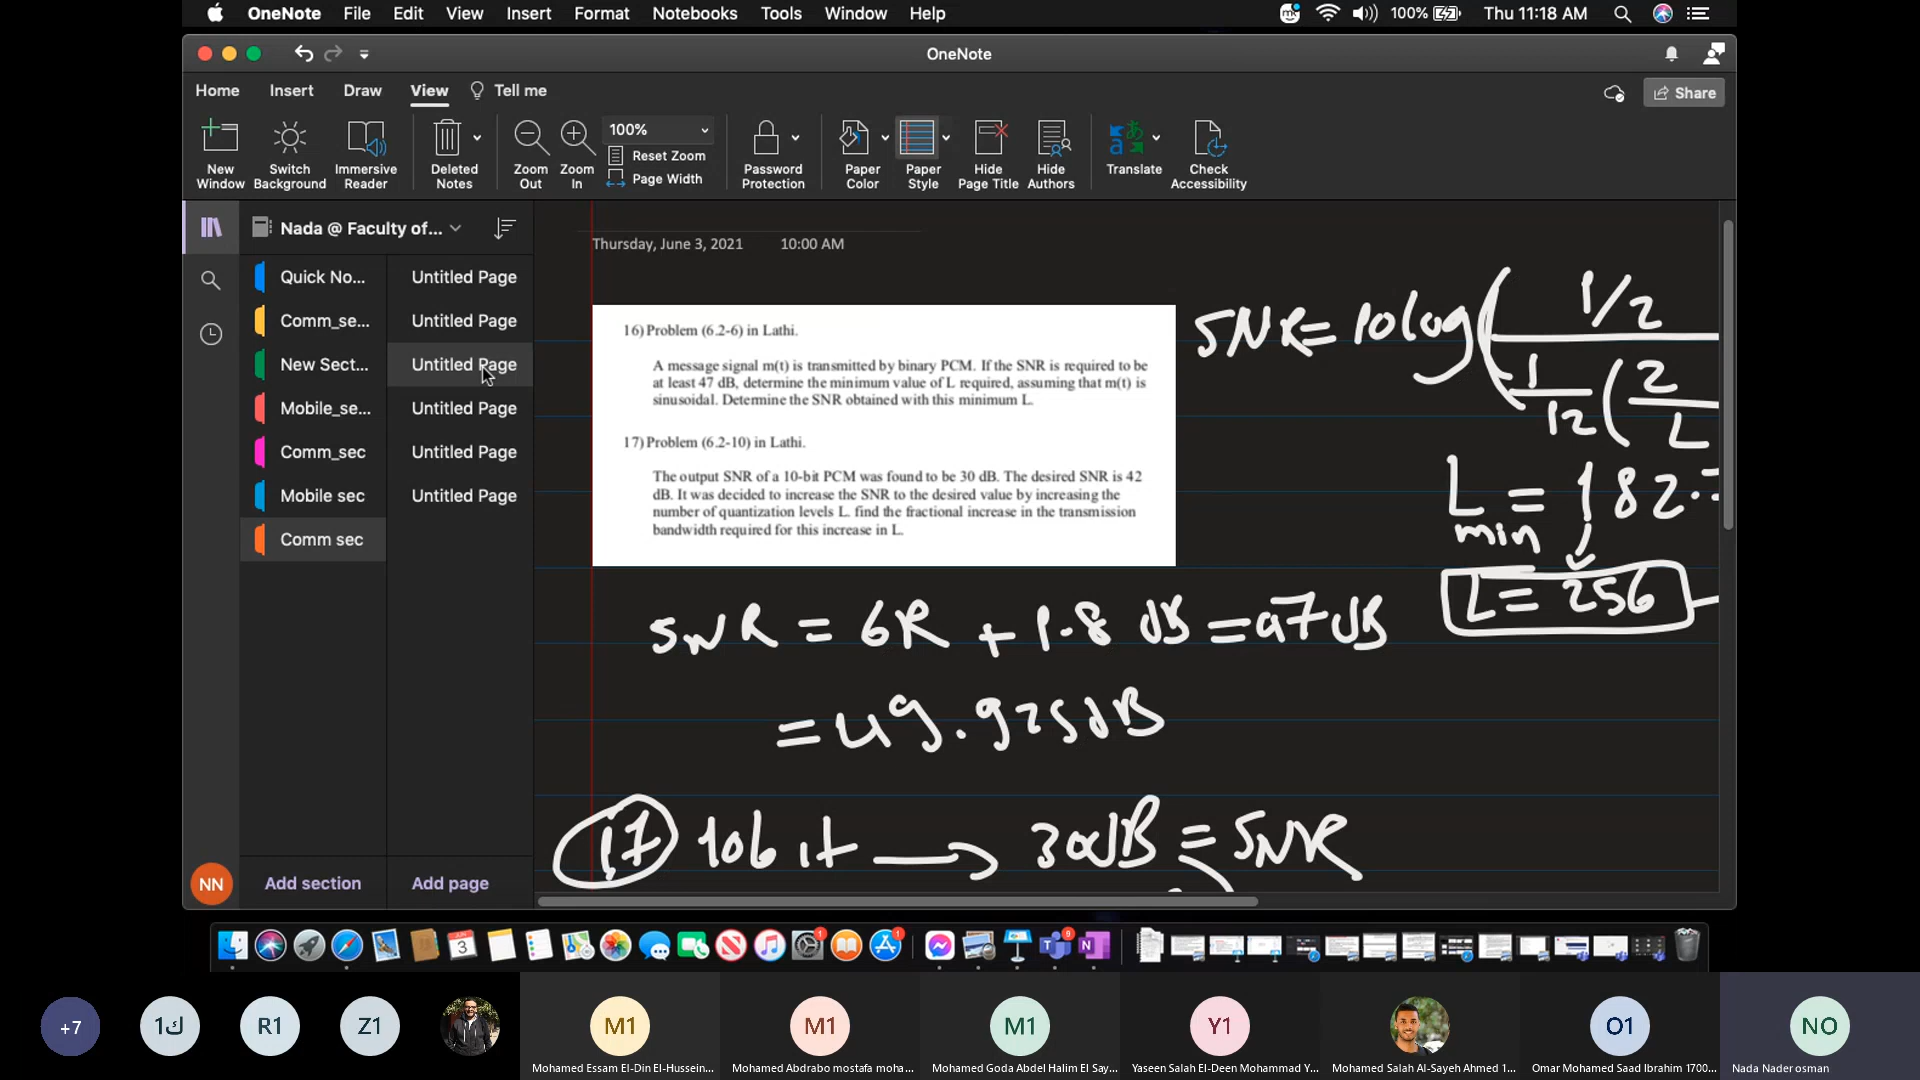 OneNote File Edit View Insert Format Notebooks Tools Window Help
100% Thu 11:18 AM
OneNote
Home Insert Draw View Tell me
Share
New Window
Switch Background
Immersive Reader
Deleted Notes
Zoom Out
Zoom In
100%
Reset Zoom
Page Width
Password Protection
Paper Color
Paper Style
Hide Page Title
Hide Authors
Translate
Check Accessibility
Nada @ Faculty of...
Quick No...
Comm_se...
New Sect...
Mobile_se...
Comm_sec
Mobile sec
Comm sec
Untitled Page
Untitled Page
Untitled Page
Untitled Page
Untitled Page
Untitled Page
Add section
Add page
NN
Thursday, June 3, 2021 10:00 AM
16) Problem (6.2-6) in Lathi.
A message signal m(t) is transmitted by binary PCM. If the SNR is required to be
at least 47 dB, determine the minimum value of L required, assuming that m(t) is
sinusoidal. Determine the SNR obtained with this minimum L.
17) Problem (6.2-10) in Lathi.
The output SNR of a 10-bit PCM was found to be 30 dB. The desired SNR is 42
dB. It was decided to increase the SNR to the desired value by increasing the
number of quantization levels L. find the fractional increase in the transmission
bandwidth required for this increase in L.
SNR = 10 log ( 1/2
1/12 ( 2/L
L min = 182.7
L = 256
SNR = 6R + 1.8 dB = 47 dB
= 49.925 dB
17 10 bit → 30 dB = SNR
JUN 3
1
1
9
+7
1ك
R1
Z1
M1
M1
M1
Y1
O1
NO
Mohamed Essam El-Din El-Hussein...
Mohamed Abdrabo mostafa moha...
Mohamed Goda Abdel Halim El Say...
Yaseen Salah El-Deen Mohammad Y...
Mohamed Salah Al-Sayeh Ahmed 1...
Omar Mohamed Saad Ibrahim 1700...
Nada Nader osman